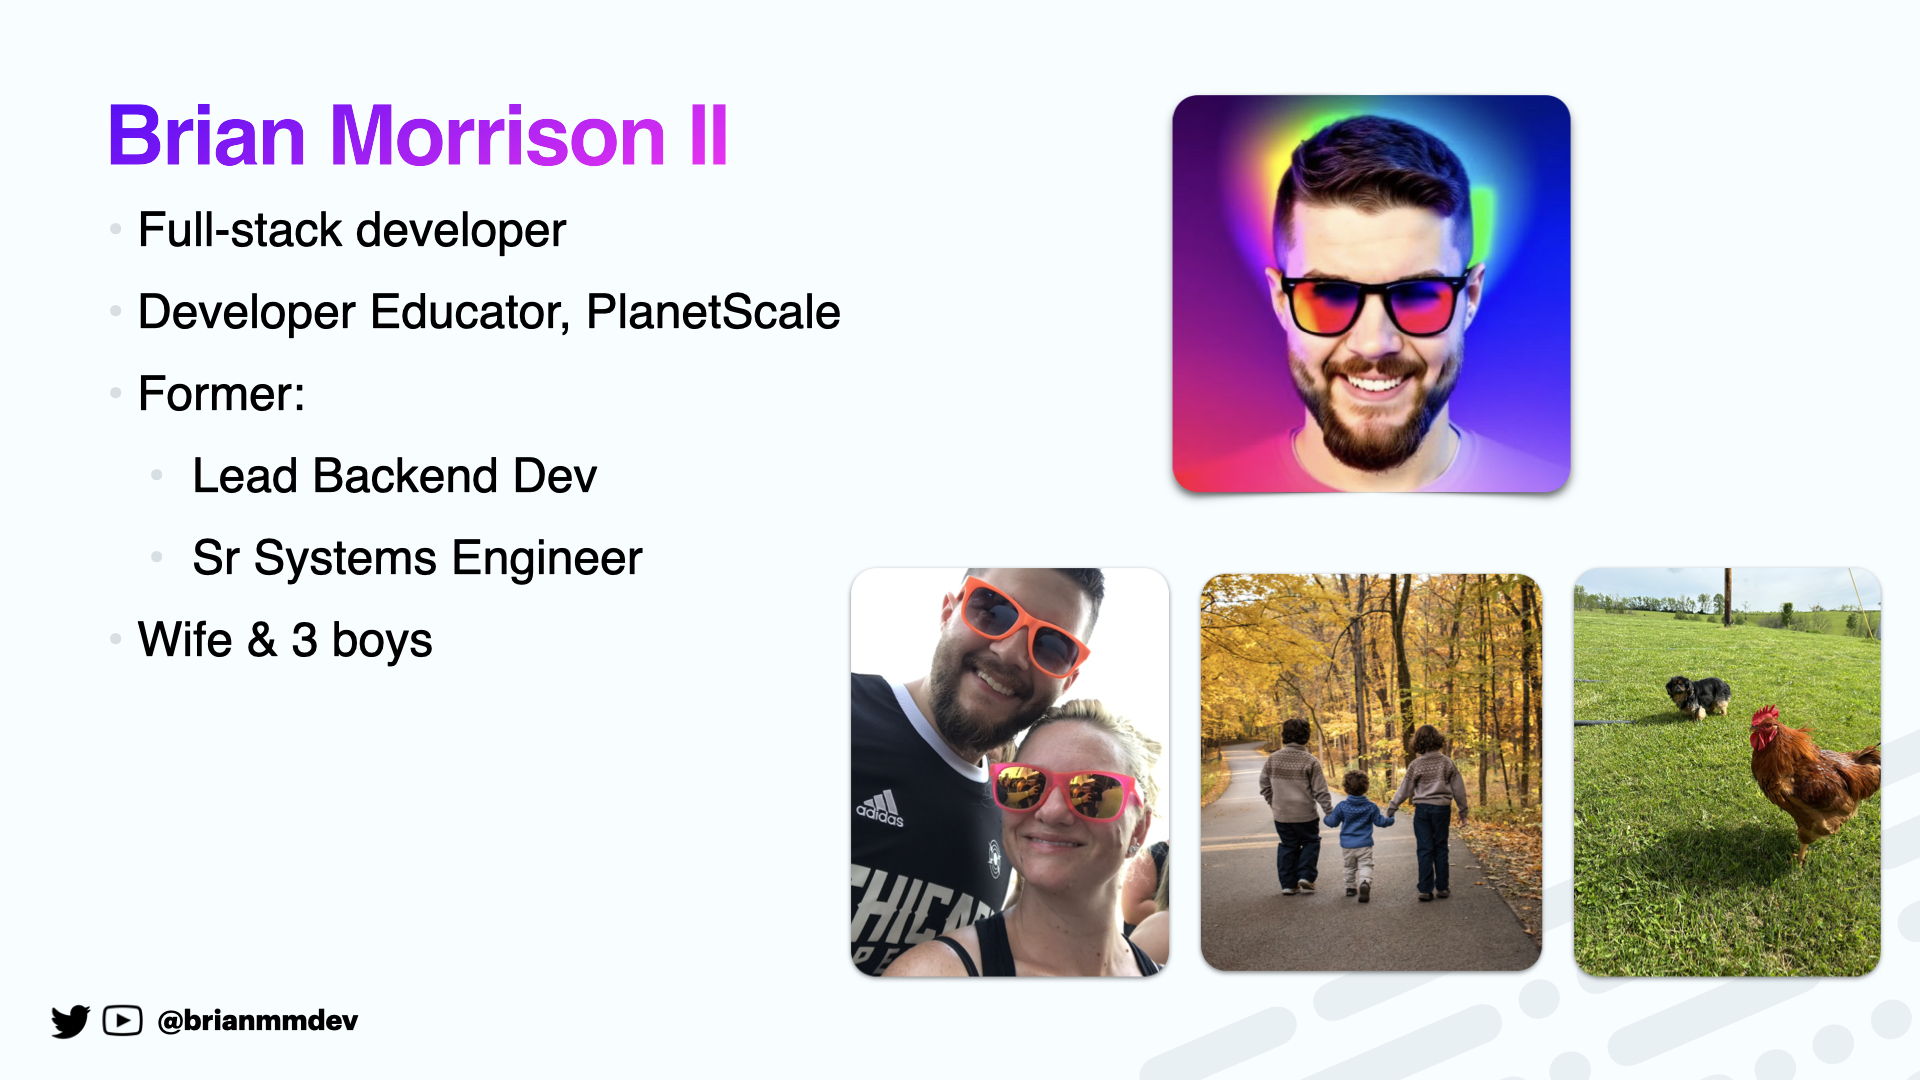 Brian Morrison II
• Full-stack developer
• Developer Educator, PlanetScale
• Former:
• Lead Backend Dev
• Sr Systems Engineer
• Wife & 3 boys
adidas
@brianmmdev